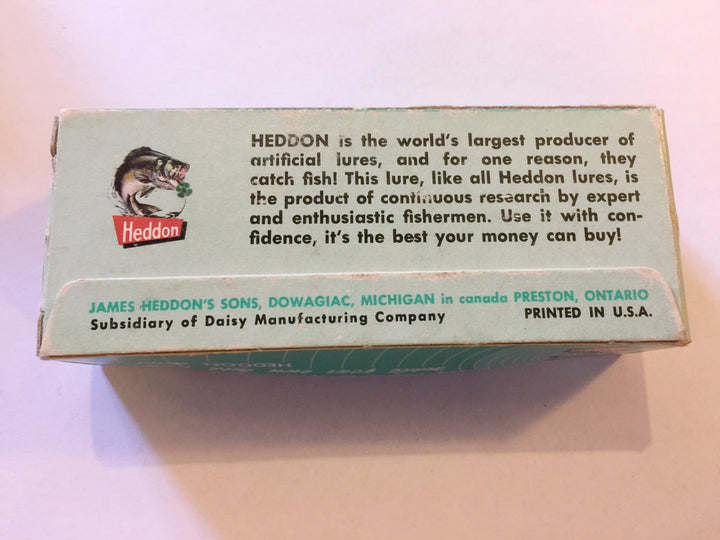 HEDDON is the world's largest producer of
artificial lures, and for one reason, they
catch fish! This lure, like all Heddon lures, is
the product of continuous research by expert
and enthusiastic fishermen. Use it with con-
fidence, it's the best your money can buy!
Heddon
JAMES HEDDON'S SONS, DOWAGIAC, MICHIGAN in canada PRESTON, ONTARIO
Subsidiary of Daisy Manufacturing Company PRINTED IN U.S.A.
HEDDON